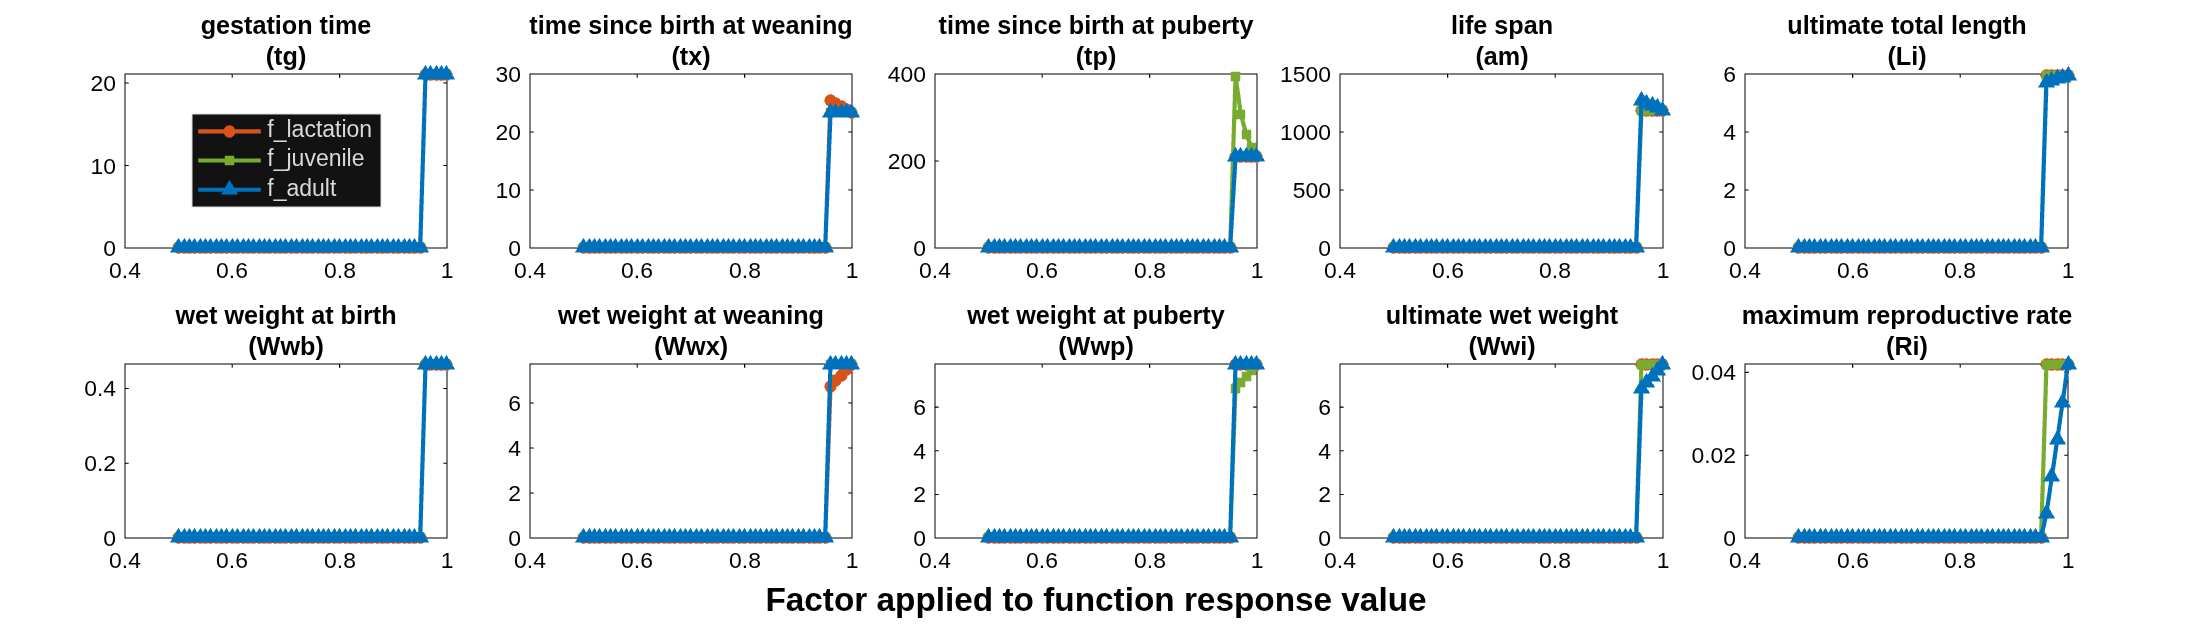 gestation time
(tg)
time since birth at weaning
(tx)
time since birth at puberty
(tp)
life span
(am)
ultimate total length
(Li)
20
10
0
0.4 0.6 0.8 1
f_lactation
f_juvenile
f_adult
30
20
10
0
0.4 0.6 0.8 1
400
200
0
0.4 0.6 0.8 1
1500
1000
500
0
0.4 0.6 0.8 1
6
4
2
0
0.4 0.6 0.8 1
wet weight at birth
(Wwb)
wet weight at weaning
(Wwx)
wet weight at puberty
(Wwp)
ultimate wet weight
(Wwi)
maximum reproductive rate
(Ri)
0.4
0.2
0
0.4 0.6 0.8 1
6
4
2
0
0.4 0.6 0.8 1
6
4
2
0
0.4 0.6 0.8 1
6
4
2
0
0.4 0.6 0.8 1
0.04
0.02
0
0.4 0.6 0.8 1
Factor applied to function response value